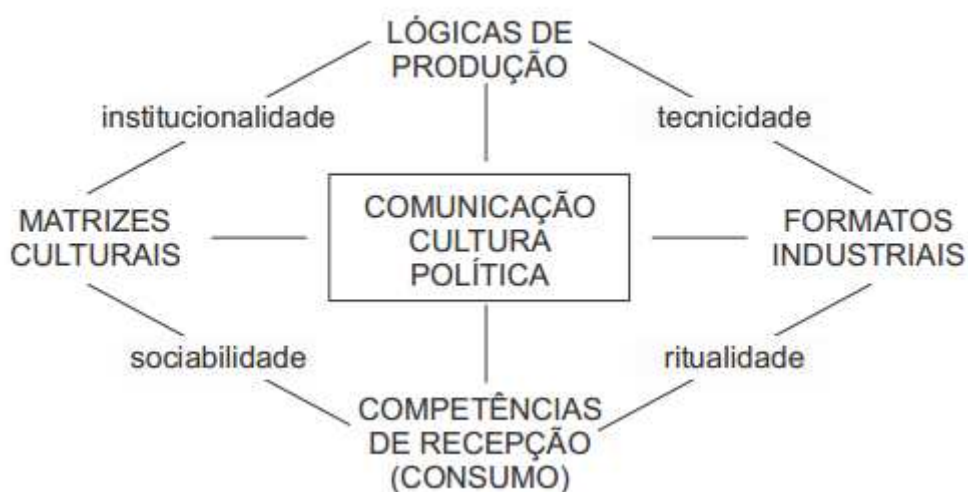 LÓGICAS DE
PRODUÇÃO
institucionalidade
tecnicidade
MATRIZES
CULTURAIS
COMUNICAÇÃO
CULTURA
POLÍTICA
FORMATOS
INDUSTRIAIS
sociabilidade
ritualidade
COMPETÊNCIAS
DE RECEPÇÃO
(CONSUMO)